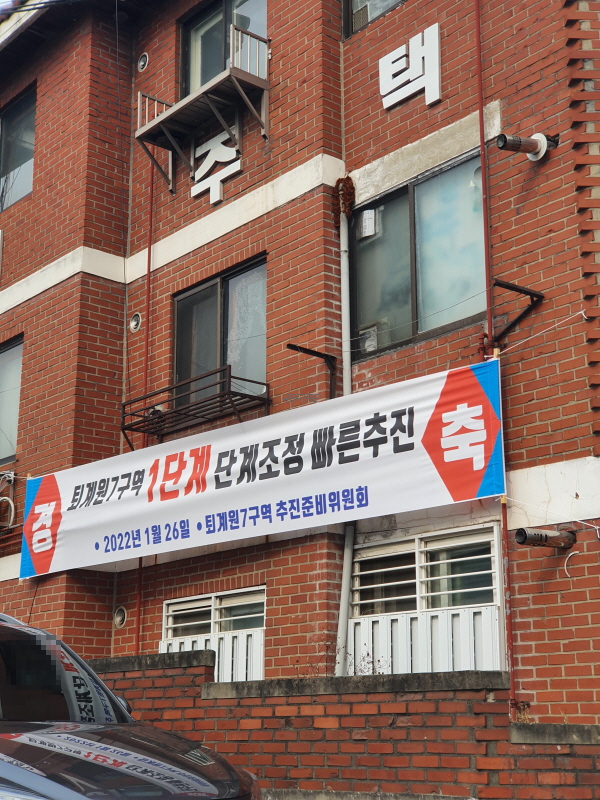 택
주
경 퇴계원7구역 1단계 단계조정 빠른추진 축
• 2022년 1월 26일 • 퇴계원7구역 추진준비위원회